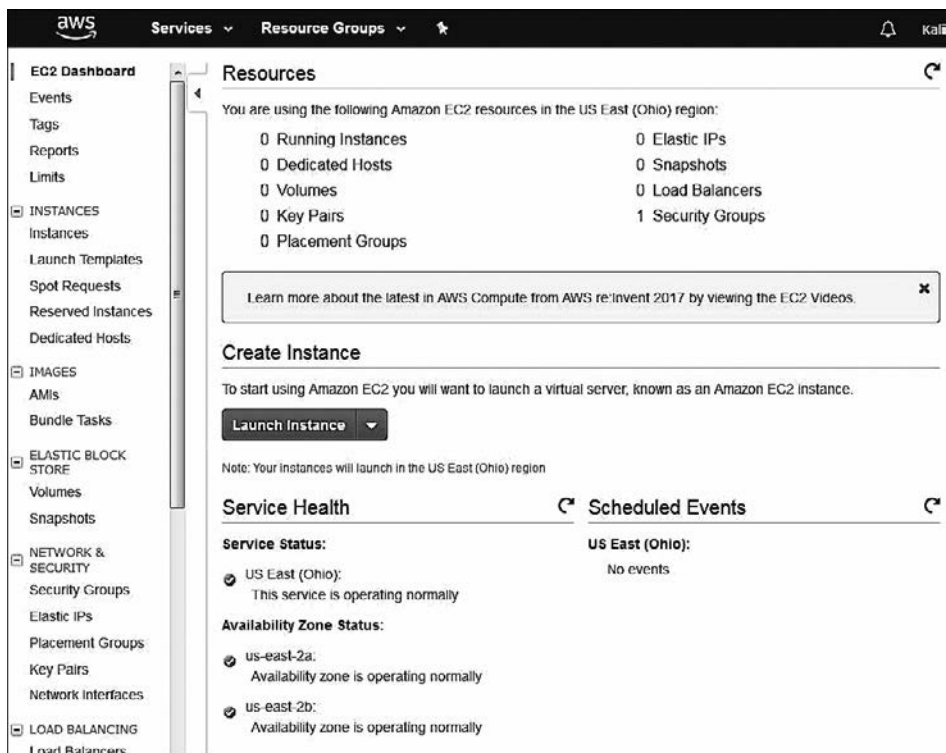 aws
Services
Resource Groups
EC2 Dashboard
Events
Tags
Reports
Limits
INSTANCES
Instances
Launch Templates
Spot Requests
Reserved Instances
Dedicated Hosts
IMAGES
AMIs
Bundle Tasks
ELASTIC BLOCK
STORE
Volumes
Snapshots
NETWORK &
SECURITY
Security Groups
Elastic IPs
Placement Groups
Key Pairs
Network Interfaces
LOAD BALANCING
Load Balancers
Resources
You are using the following Amazon EC2 resources in the US East (Ohio) region:
0 Running Instances
0 Dedicated Hosts
0 Volumes
0 Key Pairs
0 Placement Groups
0 Elastic IPs
0 Snapshots
0 Load Balancers
1 Security Groups
Learn more about the latest in AWS Compute from AWS re:Invent 2017 by viewing the EC2 Videos.
Create Instance
To start using Amazon EC2 you will want to launch a virtual server, known as an Amazon EC2 instance.
Launch Instance
Note: Your instances will launch in the US East (Ohio) region
Service Health
Service Status:
US East (Ohio):
This service is operating normally
Availability Zone Status:
us-east-2a:
Availability zone is operating normally
us-east-2b:
Availability zone is operating normally
Scheduled Events
US East (Ohio):
No events